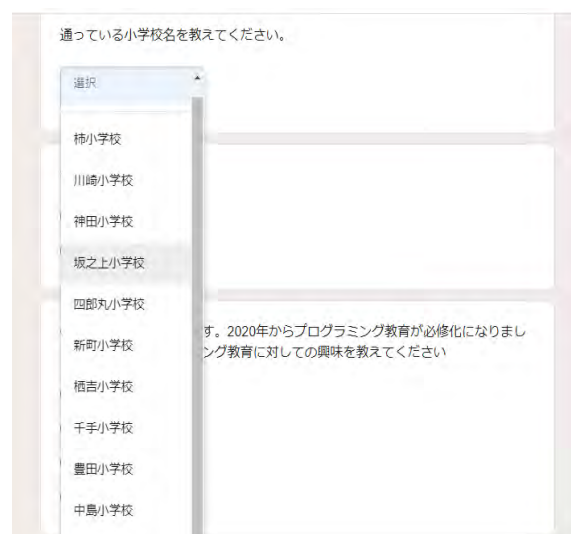 通っている小学校名を教えてください。
選択
柿小学校
川崎小学校
神田小学校
坂之上小学校
四郎丸小学校
す。2020年からプログラミング教育が必修化になりまし
新町小学校
ング教育に対しての興味を教えてください
栖吉小学校
千手小学校
豊田小学校
中島小学校